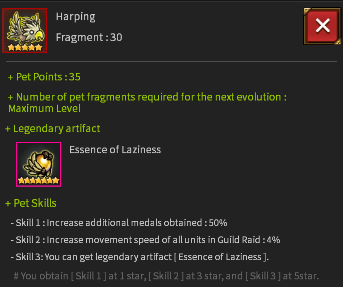 Harping
Fragment : 30
+ Pet Points : 35
+ Number of pet fragments required for the next evolution :
Maximum Level
+ Legendary artifact
Essence of Laziness
+ Pet Skills
- Skill 1 : Increase additional medals obtained : 50%
- Skill 2 : Increase movement speed of all units in Guild Raid : 4%
- Skill 3: You can get legendary artifact [ Essence of Laziness ].
# You obtain [ Skill 1 ] at 1 star, [ Skill 2 ] at 3 star, and [ Skill 3 ] at 5star.